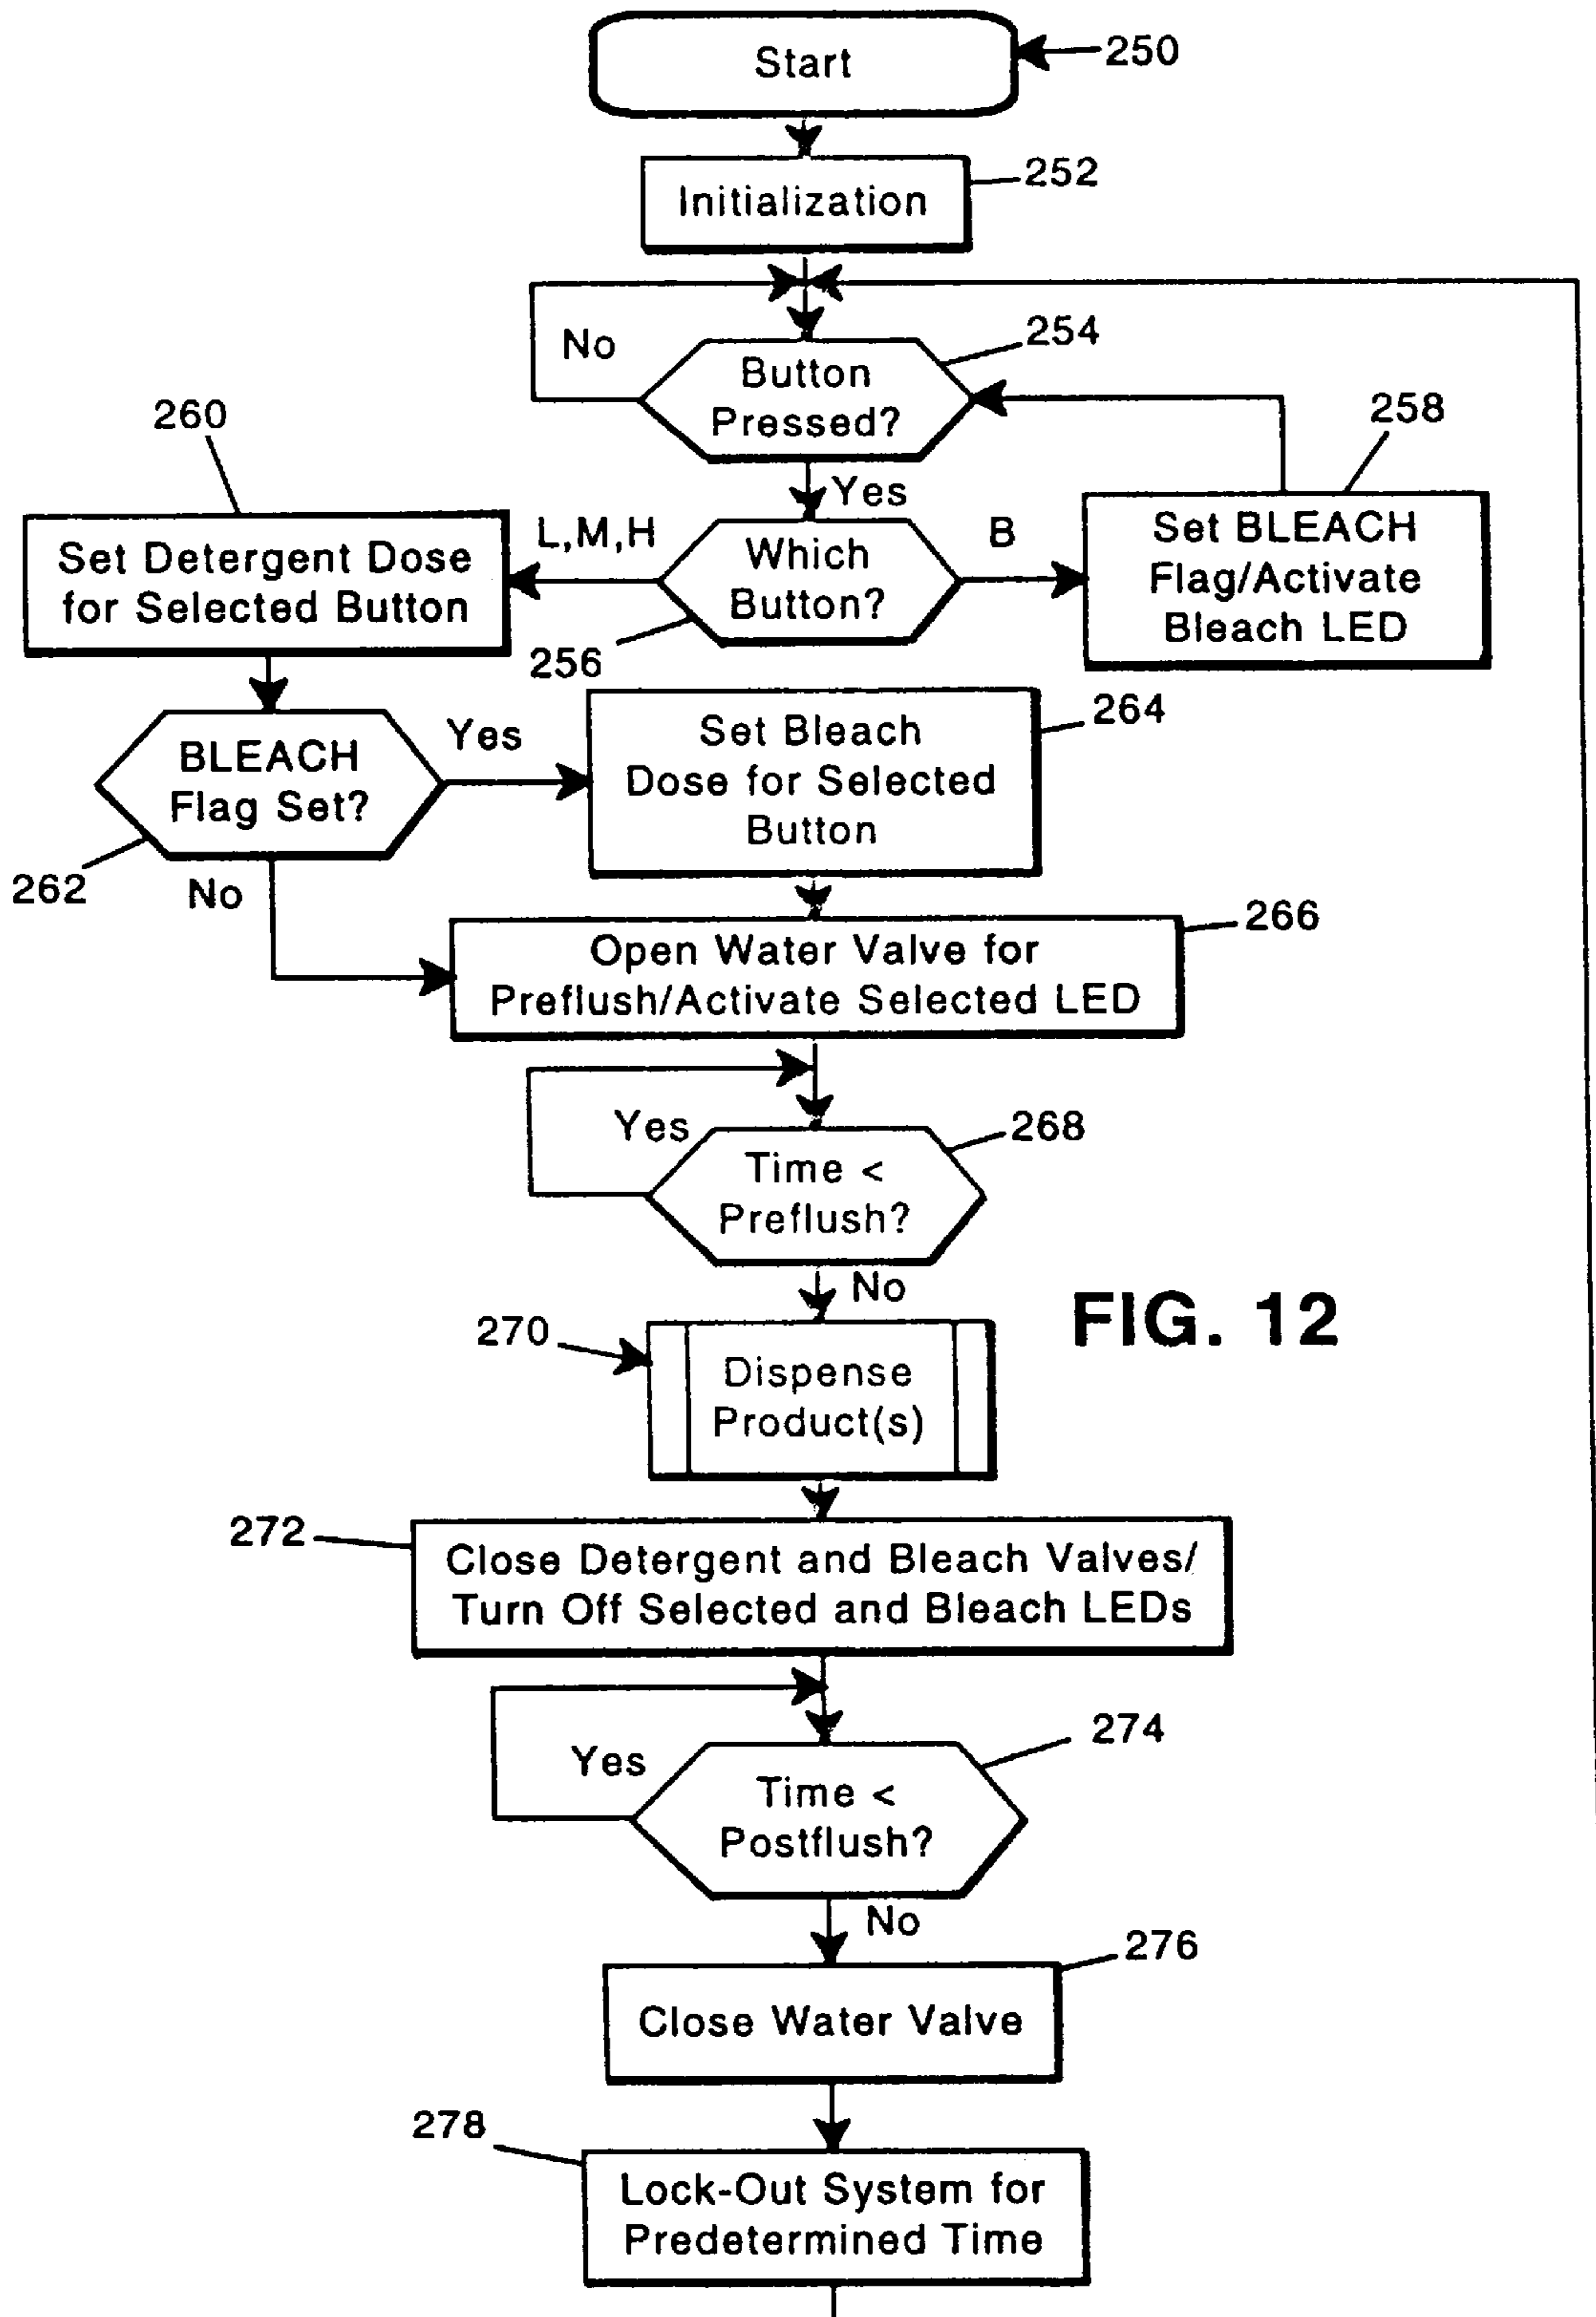 Start
250
Initialization
252
No
254
Button
Pressed?
260
258
Yes
Set Detergent Dose
for Selected Button
L,M,H
Which
Button?
B
Set BLEACH
Flag/Activate
Bleach LED
256
BLEACH
Flag Set?
Yes
Set Bleach
Dose for Selected
Button
264
262
No
266
Open Water Valve for
Preflush/Activate Selected LED
Yes
268
Time <
Preflush?
No
FIG. 12
270
Dispense
Product(s)
272
Close Detergent and Bleach Valves/
Turn Off Selected and Bleach LEDs
274
Yes
Time <
Postflush?
No
276
Close Water Valve
278
Lock-Out System for
Predetermined Time